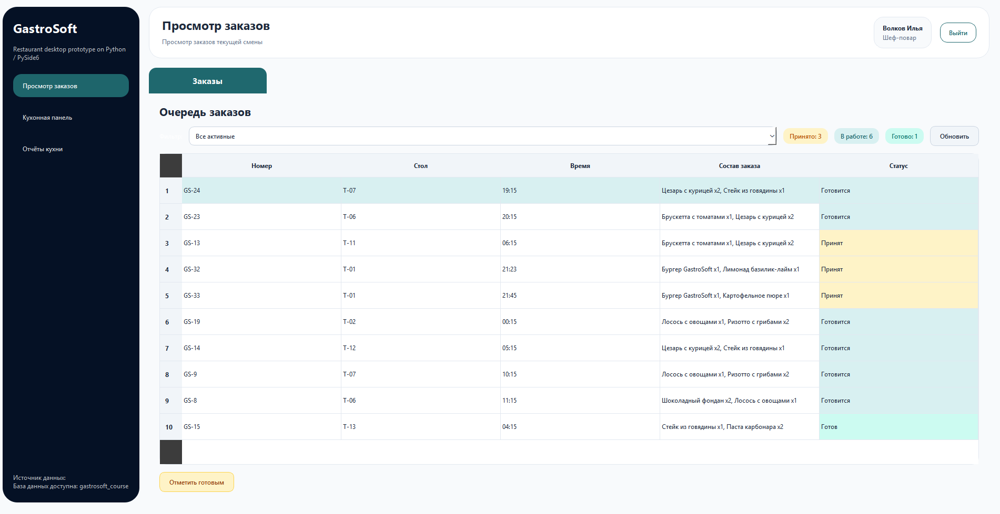 GastroSoft
Restaurant desktop prototype on Python
/ PySide6
Просмотр заказов
Кухонная панель
Отчёты кухни
Источник данных:
База данных доступна: gastrosoft_course
Просмотр заказов
Просмотр заказов текущей смены
Волков Илья
Шеф-повар
Выйти
Заказы
Очередь заказов
Все активные
Принято: 3
В работе: 6
Готово: 1
Обновить
Номер Стол Время Состав заказа Статус
1 GS-24 T-07 19:15 Цезарь с курицей x2, Стейк из говядины x1 Готовится
2 GS-23 T-06 20:15 Брускетта с томатами x1, Цезарь с курицей x2 Готовится
3 GS-13 T-11 06:15 Брускетта с томатами x1, Цезарь с курицей x2 Принят
4 GS-32 T-01 21:23 Бургер GastroSoft x1, Лимонад базилик-лайм x1 Принят
5 GS-33 T-01 21:45 Бургер GastroSoft x1, Картофельное пюре x1 Принят
6 GS-19 T-02 00:15 Лосось с овощами x1, Ризотто с грибами x2 Готовится
7 GS-14 T-12 05:15 Цезарь с курицей x2, Стейк из говядины x1 Готовится
8 GS-9 T-07 10:15 Лосось с овощами x1, Ризотто с грибами x2 Готовится
9 GS-8 T-06 11:15 Шоколадный фондан x2, Лосось с овощами x1 Готовится
10 GS-15 T-13 04:15 Стейк из говядины x1, Паста карбонара x2 Готов
Отметить готовым